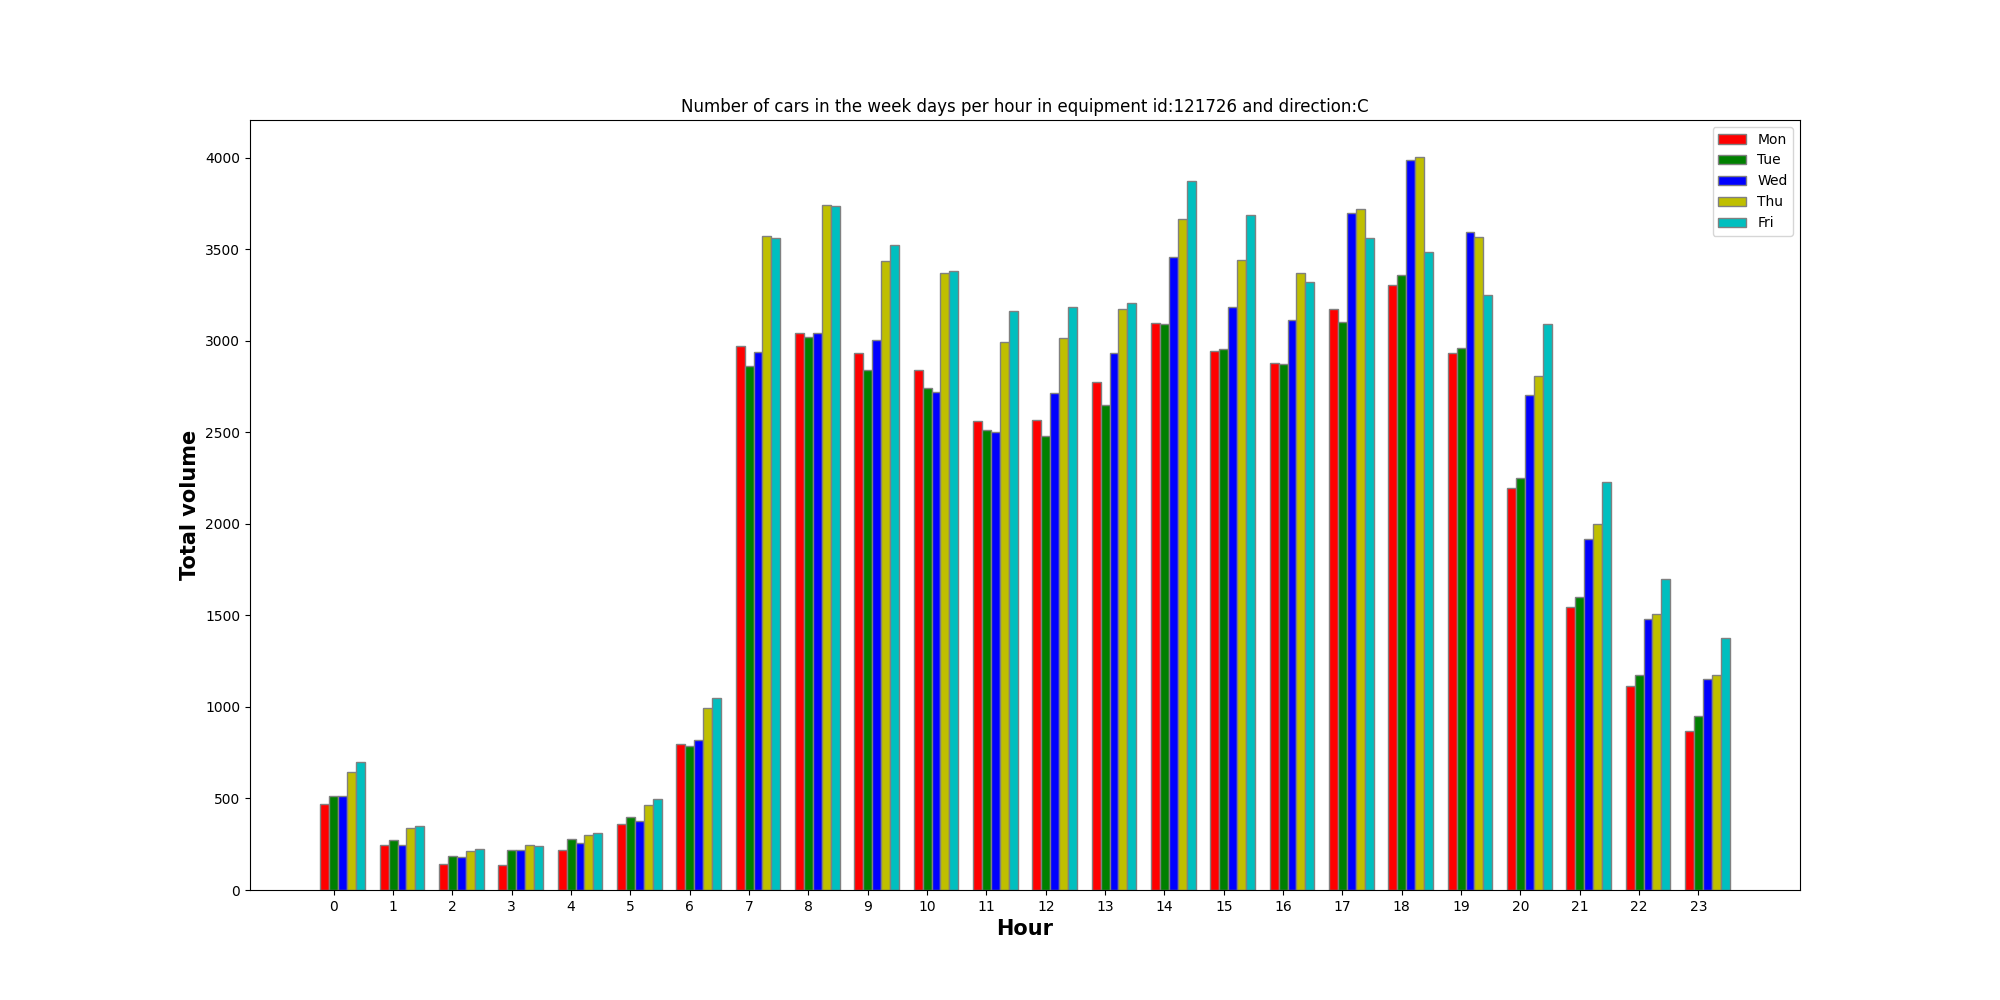 Number of cars in the week days per hour in equipment id:121726 and direction:C
Mon
Tue
Wed
Thu
Fri
Total volume
4000
3500
3000
2500
2000
1500
1000
500
0
0 1 2 3 4 5 6 7 8 9 10 11 12 13 14 15 16 17 18 19 20 21 22 23
Hour